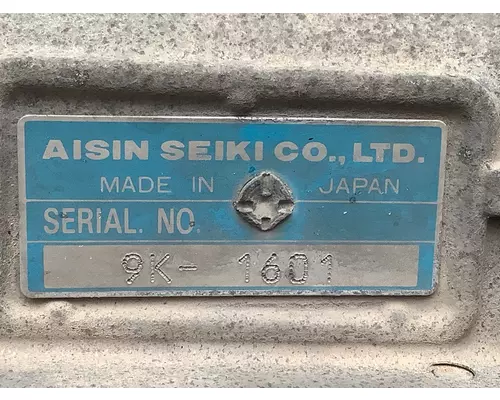 AISIN SEIKI CO., LTD.
MADE IN JAPAN
SERIAL. NO.
9K- 1601